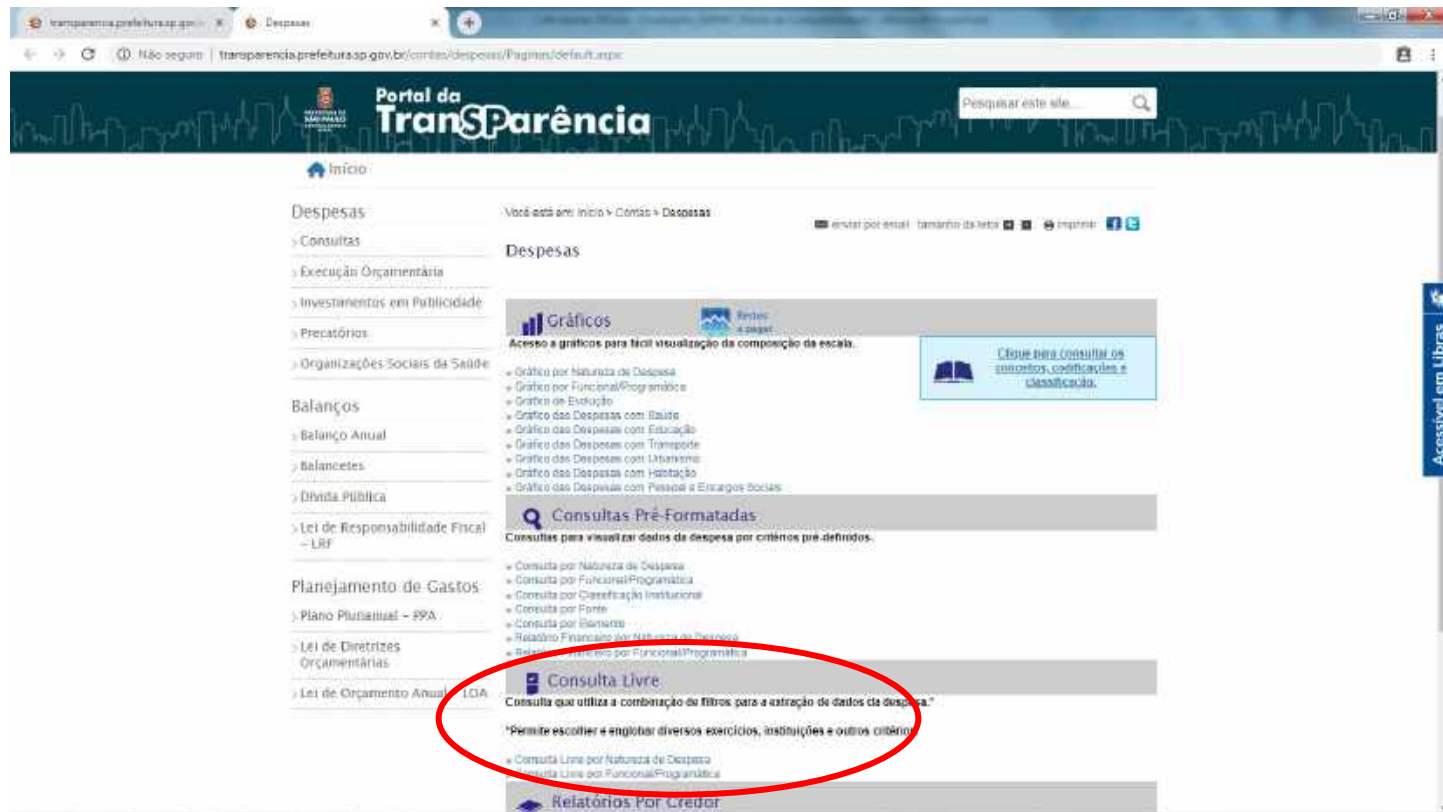 transparencia.prefeitura.sp.gov
Despesas
Não seguro | transparencia.prefeitura.sp.gov.br/contas/despesas/Paginas/default.aspx
Portal da
TranSParência
Pesquisar este site...
Início
Despesas
Consultas
Execução Orçamentária
Investimentos em Publicidade
Precatórios
Organizações Sociais da Saúde
Balanços
Balanço Anual
Balancetes
Dívida Pública
Lei de Responsabilidade Fiscal
– LRF
Planejamento de Gastos
Plano Plurianual – PPA
Lei de Diretrizes
Orçamentárias
Lei de Orçamento Anual - LOA
Você está em: Início > Contas > Despesas
enviar por email tamanho da letra imprimir
Despesas
Gráficos
Restos
a pagar
Acesso a gráficos para fácil visualização da composição da escala.
Clique para consultar os
conceitos, codificações e
classificação.
» Gráfico por Natureza de Despesa
» Gráfico por Funcional/Programática
» Gráfico de Evolução
» Gráfico das Despesas com Saúde
» Gráfico das Despesas com Educação
» Gráfico das Despesas com Transporte
» Gráfico das Despesas com Urbanismo
» Gráfico das Despesas com Habitação
» Gráfico das Despesas com Pessoal e Encargos Sociais
Consultas Pré-Formatadas
Consultas para visualizar dados da despesa por critérios pré-definidos.
» Consulta por Natureza de Despesa
» Consulta por Funcional/Programática
» Consulta por Classificação Institucional
» Consulta por Fonte
» Consulta por Elemento
» Relatório Financeiro por Natureza de Despesa
» Relatório Financeiro por Funcional/Programática
Consulta Livre
Consulta que utiliza a combinação de filtros para a extração de dados da despesa.*
*Permite escolher e englobar diversos exercícios, instituições e outros critérios
» Consulta Livre por Natureza de Despesa
» Consulta Livre por Funcional/Programática
Relatórios Por Credor
Acessível em Libras